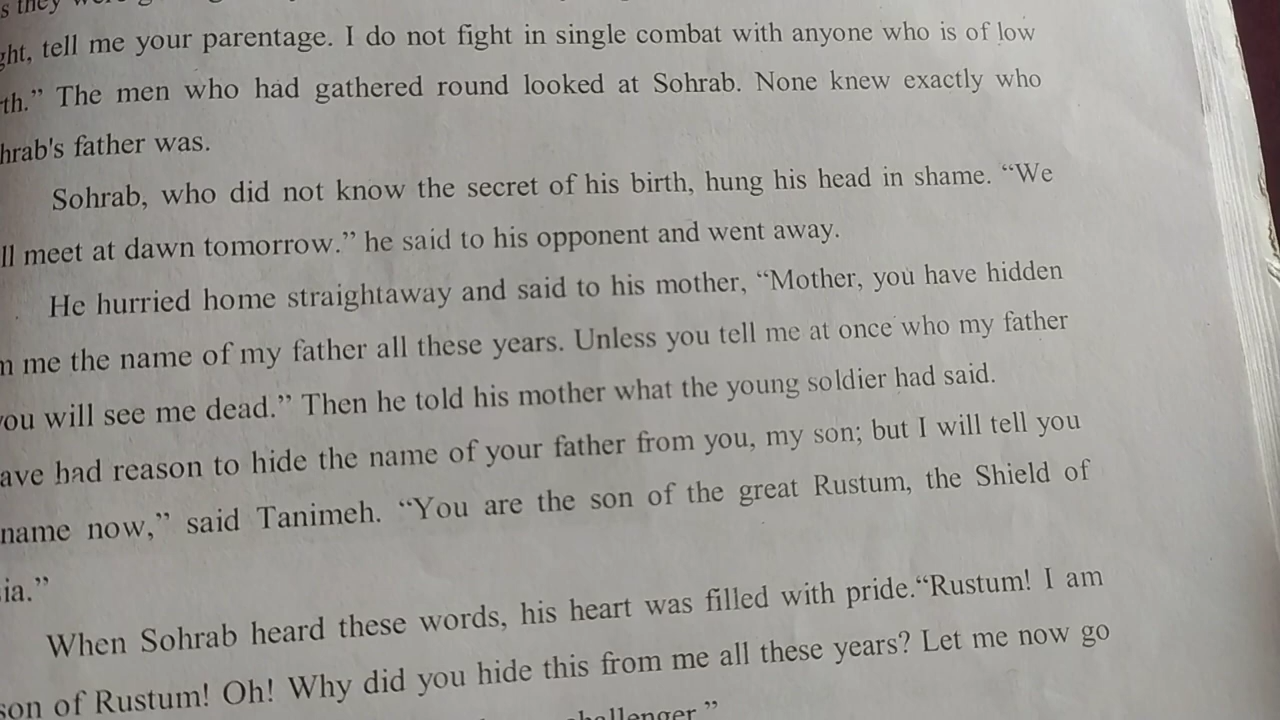 s they
ght, tell me your parentage. I do not fight in single combat with anyone who is of low
th.” The men who had gathered round looked at Sohrab. None knew exactly who
hrab's father was.
Sohrab, who did not know the secret of his birth, hung his head in shame. “We
ll meet at dawn tomorrow.” he said to his opponent and went away.
He hurried home straightaway and said to his mother, “Mother, you have hidden
m me the name of my father all these years. Unless you tell me at once who my father
you will see me dead.” Then he told his mother what the young soldier had said.
ave had reason to hide the name of your father from you, my son; but I will tell you
name now,” said Tanimeh. “You are the son of the great Rustum, the Shield of
ia.”
When Sohrab heard these words, his heart was filled with pride.“Rustum! I am
son of Rustum! Oh! Why did you hide this from me all these years? Let me now go
challenger.”